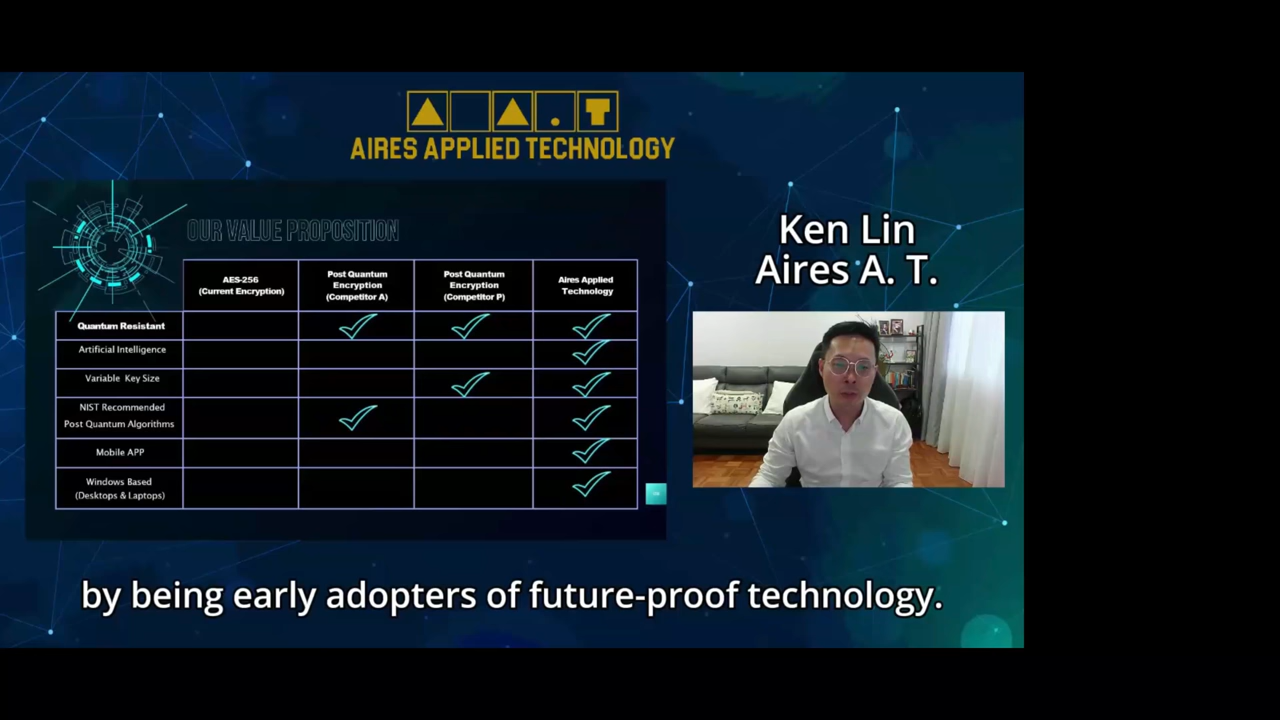 AIRES APPLIED TECHNOLOGY
OUR VALUE PROPOSITION
AES-256
(Current Encryption)
Post Quantum
Encryption
(Competitor A)
Post Quantum
Encryption
(Competitor P)
Aires Applied
Technology
Quantum Resistant
Artificial Intelligence
Variable Key Size
NIST Recommended
Post Quantum Algorithms
Mobile APP
Windows Based
(Desktops & Laptops)
Ken Lin
Aires A. T.
by being early adopters of future-proof technology.